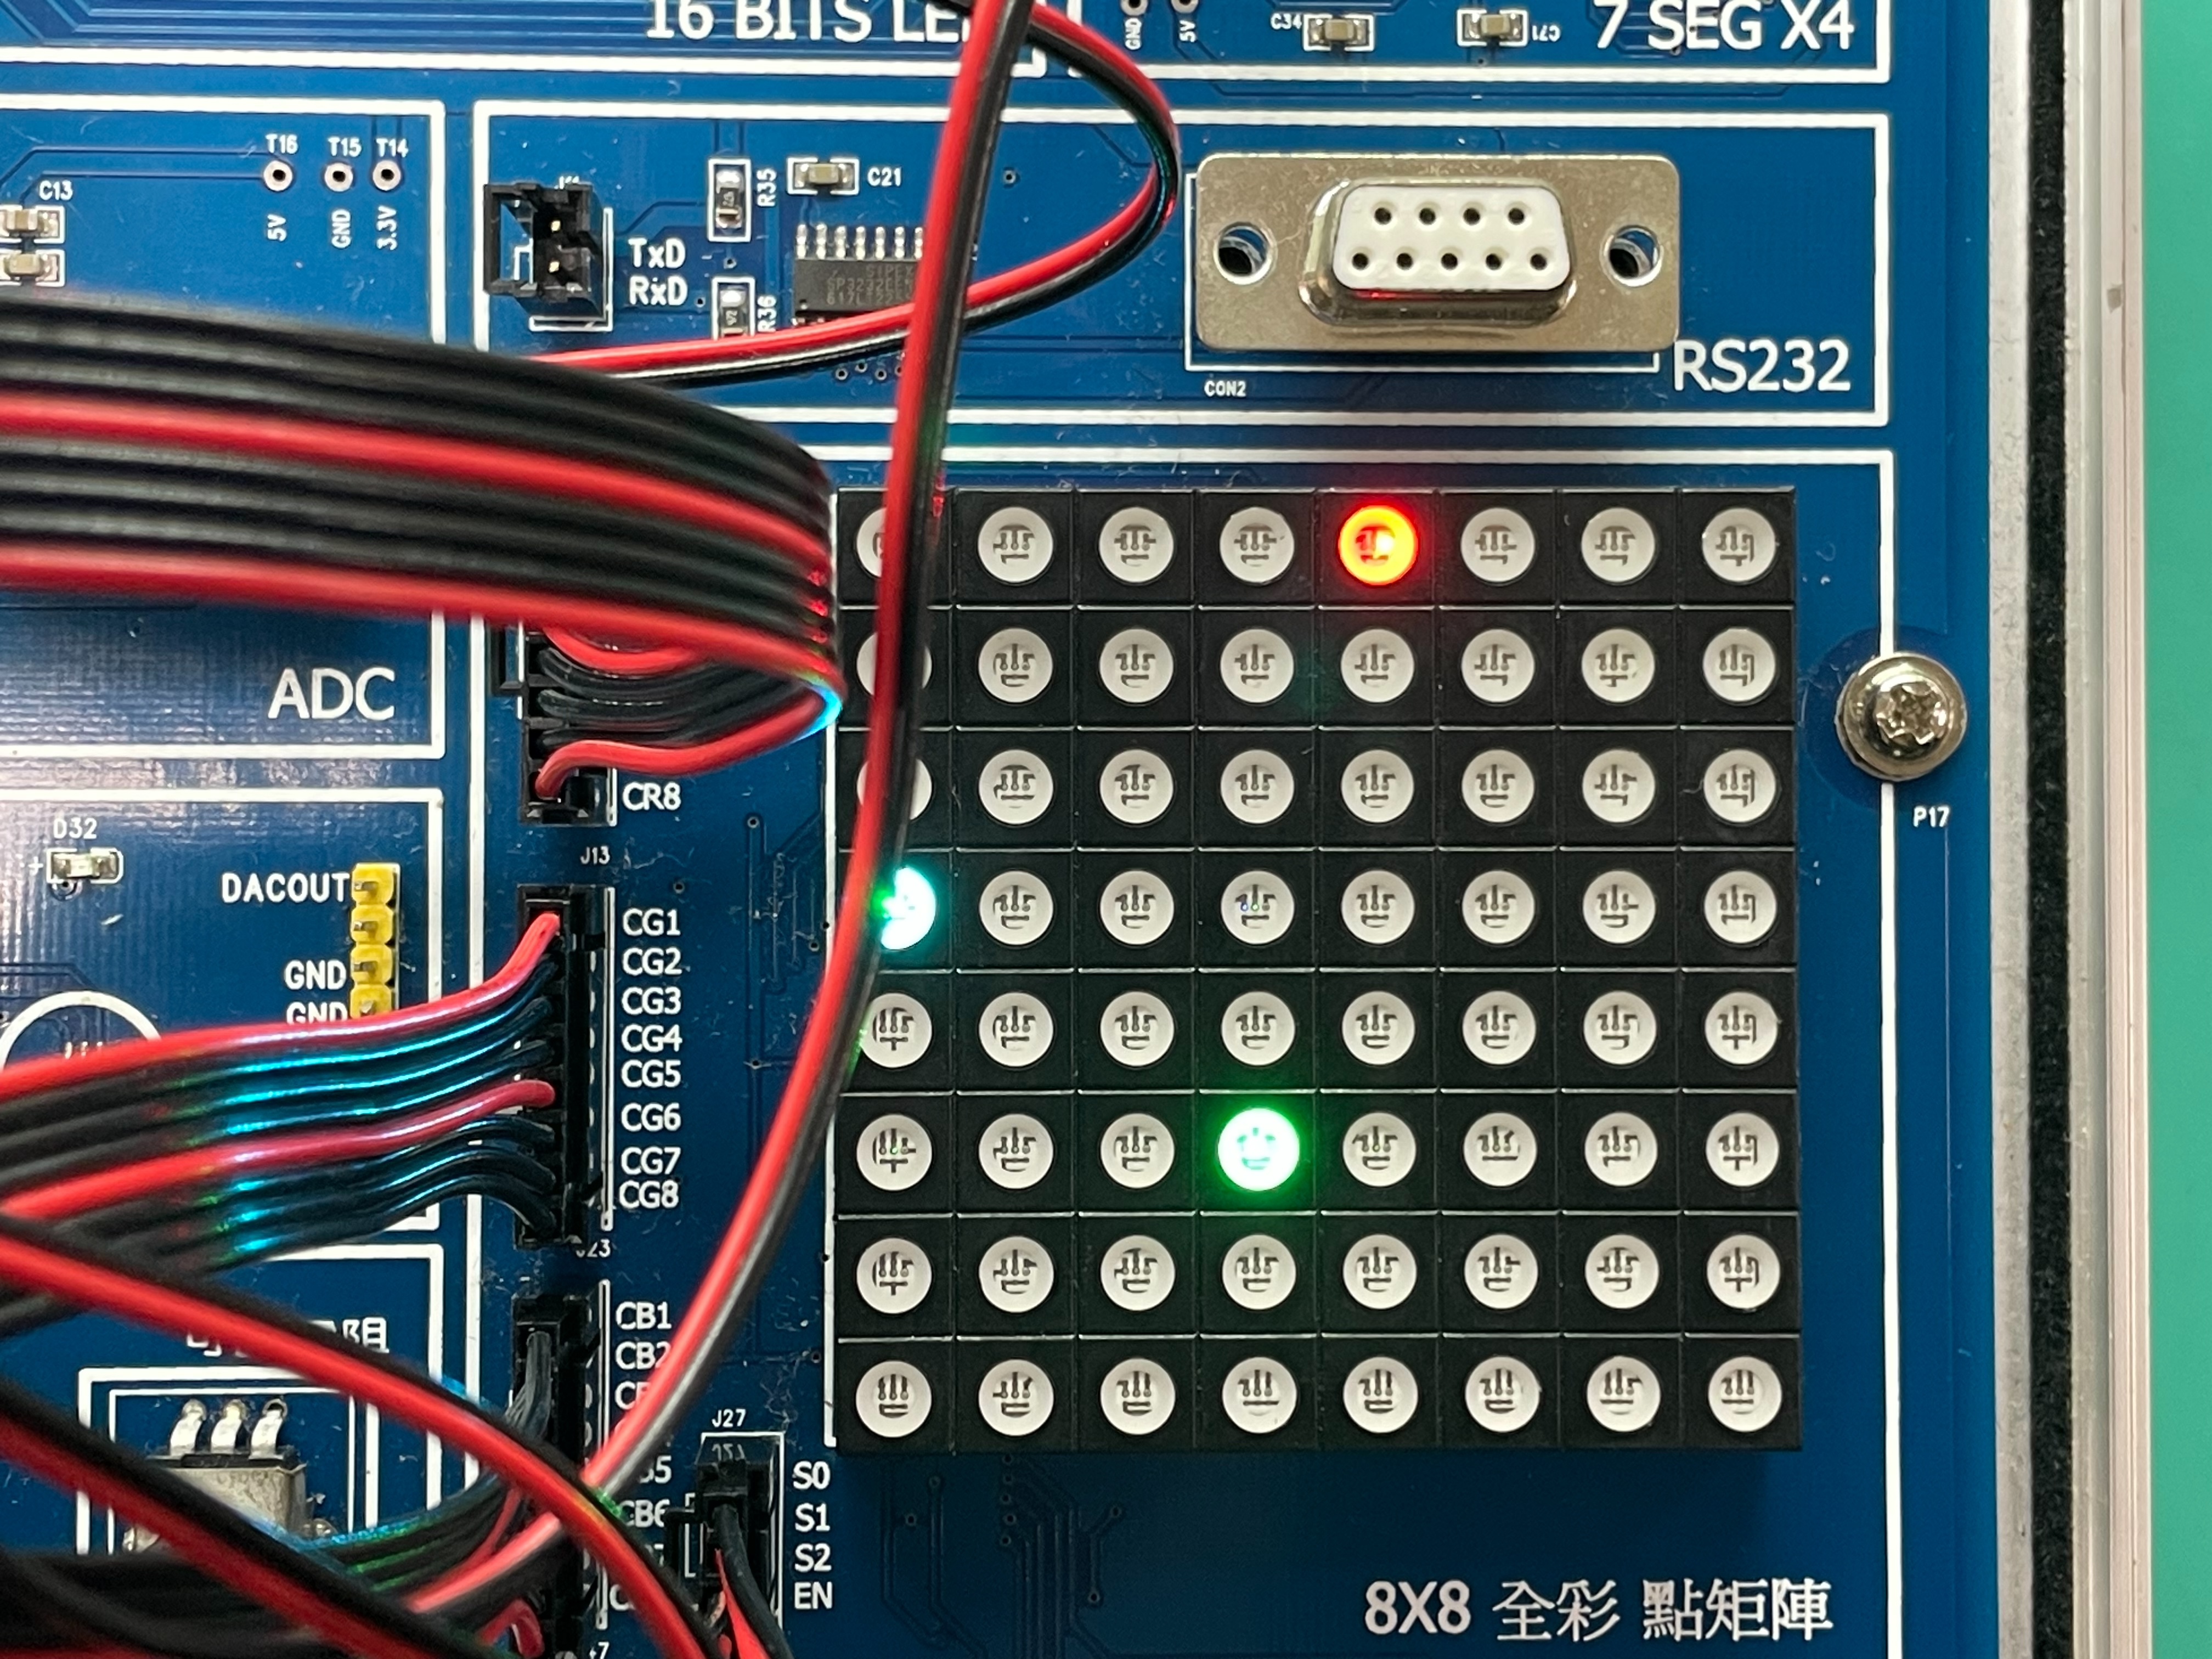 D32
C13
DACOUT
GND
GND
ADC
5V
T16
GND
T15
3.3V
T14
J13
CB6
CB2
CB1
CG8
CG7
CG6
CG5
CG4
CG3
CG2
CG1
CR8
RxD
TxD
J27
EN
S2
S1
S0
R36
R35
C21
GND
5V
CON2
C34
8X8 全彩 點矩陣
RS232
7 SEG X4
P17